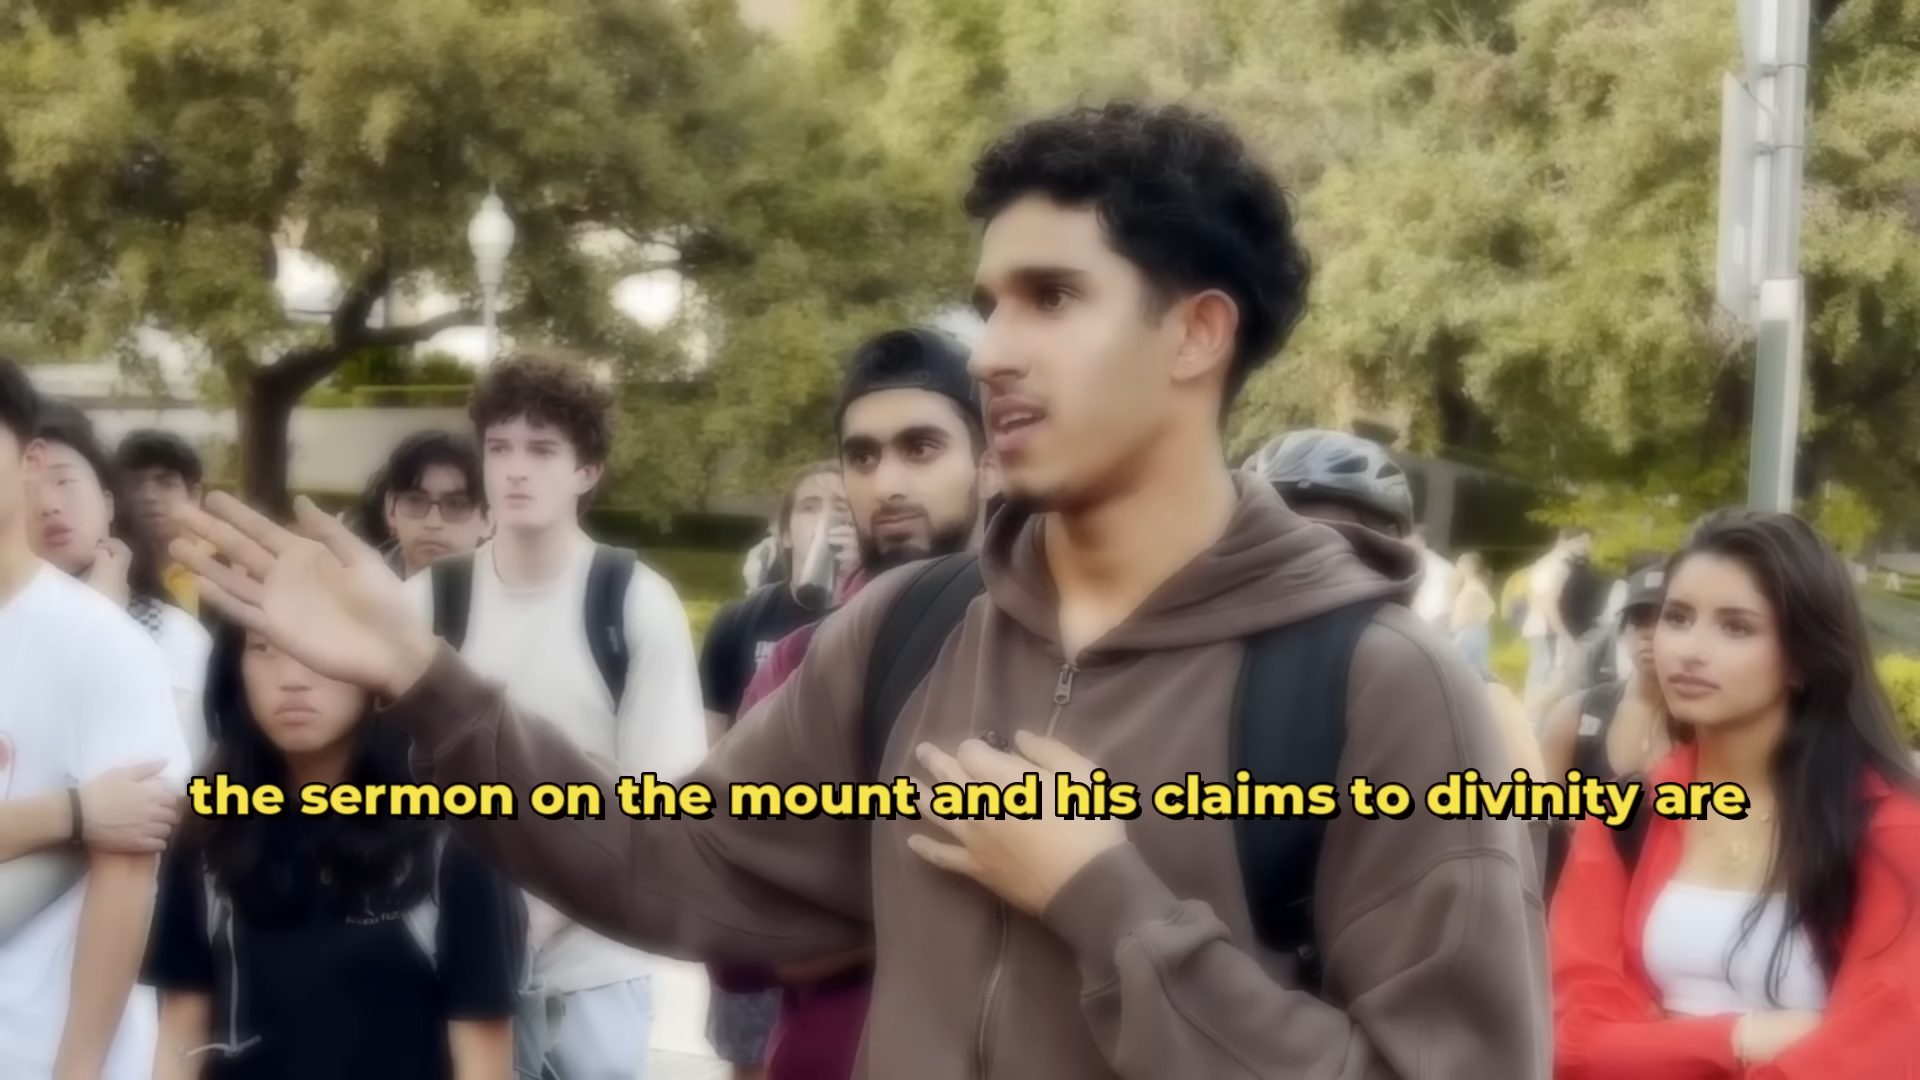 the sermon on the mount and his claims to divinity are